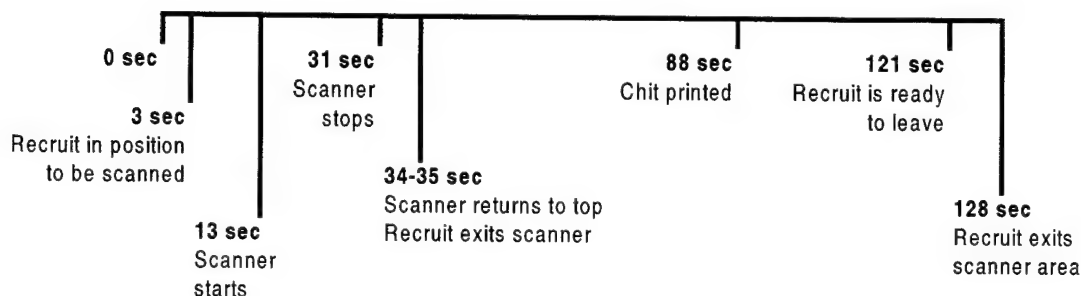 0 sec
3 sec
Recruit in position
to be scanned
13 sec
Scanner
starts
31 sec
Scanner
stops
34-35 sec
Scanner returns to top
Recruit exits scanner
88 sec
Chit printed
121 sec
Recruit is ready
to leave
128 sec
Recruit exits
scanner area